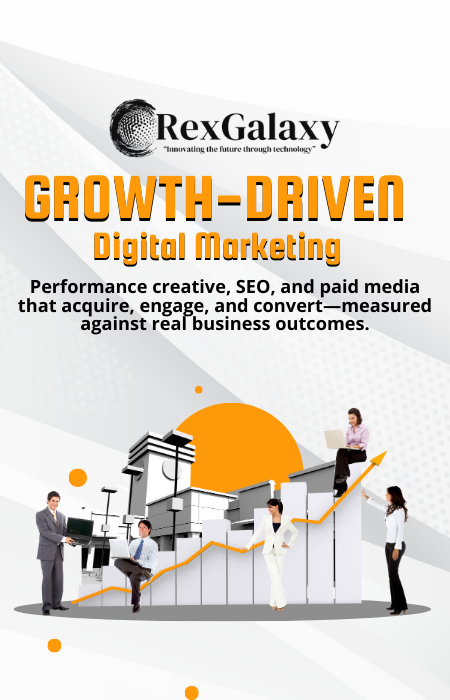 RexGalaxy
"Innovating the future through technology"
GROWTH-DRIVEN
Digital Marketing
Performance creative, SEO, and paid media
that acquire, engage, and convert—measured
against real business outcomes.